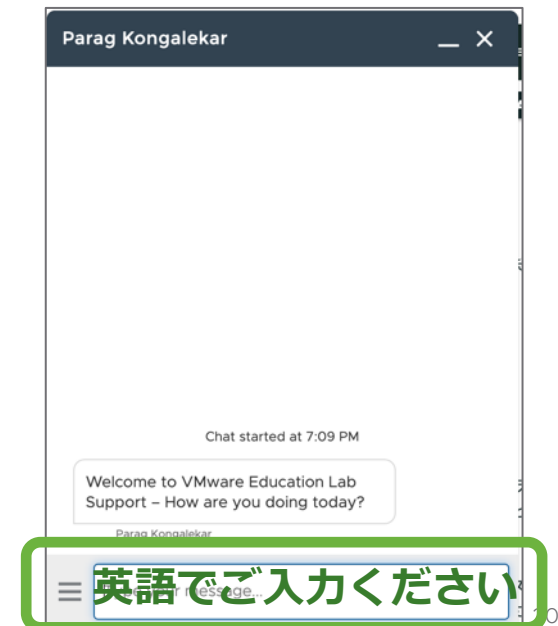 Parag Kongalekar
Chat started at 7:09 PM
Welcome to VMware Education Lab
Support – How are you doing today?
Parag Kongalekar
英語でご入力ください
message...